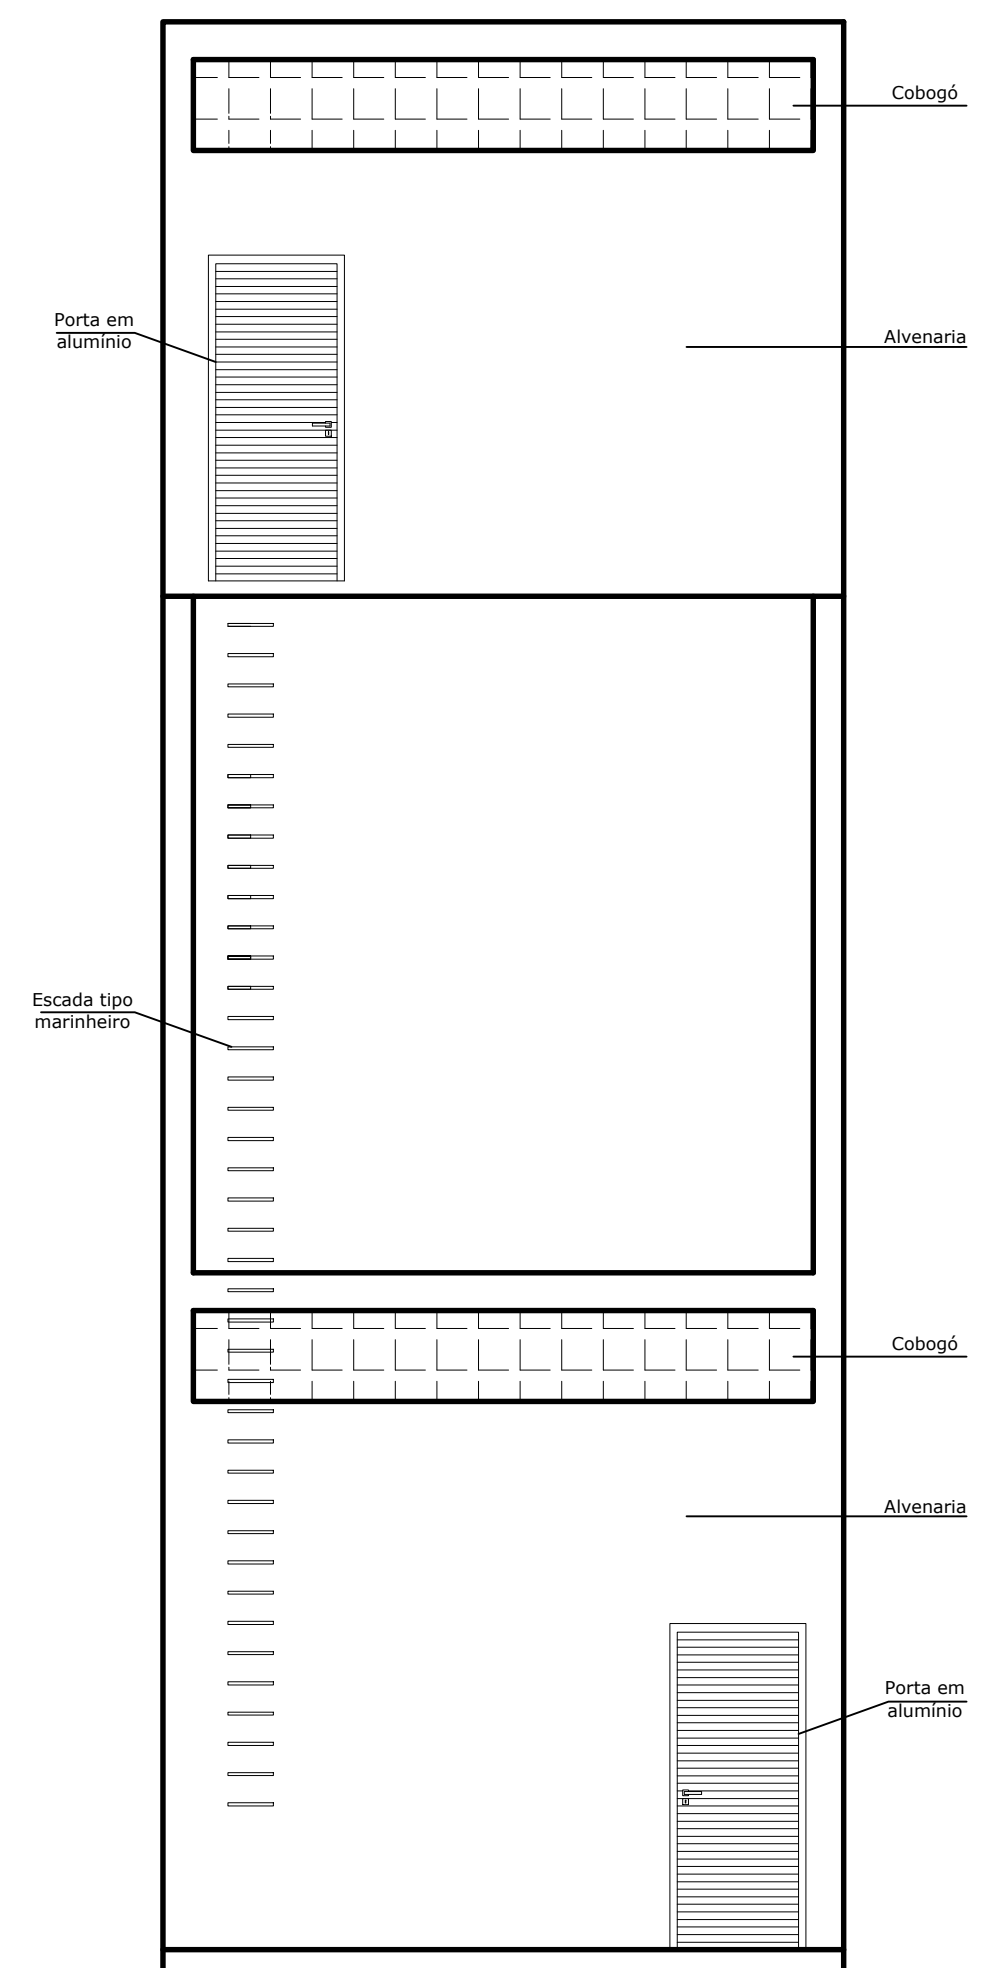 Cobogó
Porta em
alumínio
Alvenaria
Escada tipo
marinheiro
Cobogó
Alvenaria
Porta em
alumínio